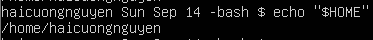 haicuongnguyen Sun Sep 14 -bash $ echo "$HOME"
/home/haicuongnguyen